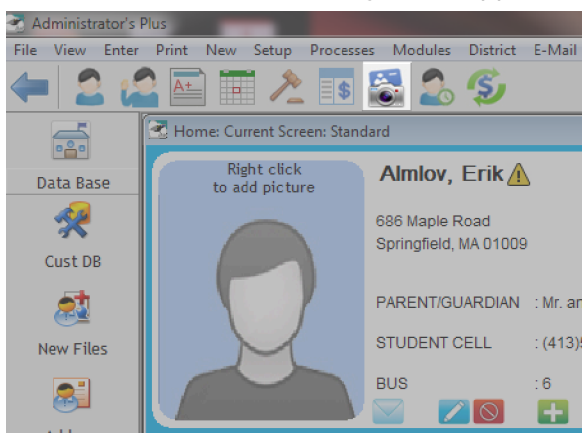 Administrator's Plus
File View Enter Print New Setup Processes Modules District E-Mail
A+
$
$
Home: Current Screen: Standard
Data Base
Cust DB
New Files
Right click
to add picture
Almlov, Erik
686 Maple Road
Springfield, MA 01009
PARENT/GUARDIAN : Mr. an
STUDENT CELL : (413)5
BUS : 6